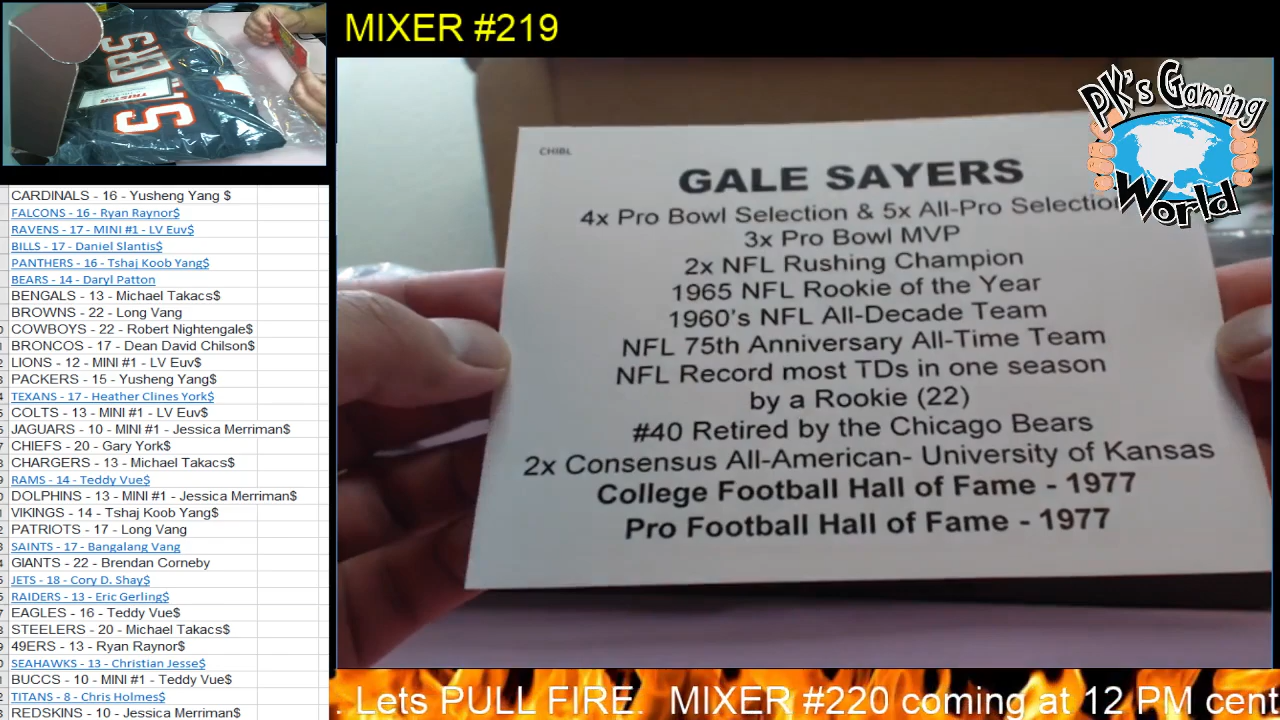 MIXER #219
SAYERS
TRISTAR
PK's Gaming
World
CHIBL
GALE SAYERS
4x Pro Bowl Selection & 5x All-Pro Selection
3x Pro Bowl MVP
2x NFL Rushing Champion
1965 NFL Rookie of the Year
1960's NFL All-Decade Team
NFL 75th Anniversary All-Time Team
NFL Record most TDs in one season
by a Rookie (22)
#40 Retired by the Chicago Bears
2x Consensus All-American- University of Kansas
College Football Hall of Fame - 1977
Pro Football Hall of Fame - 1977
CARDINALS - 16 - Yusheng Yang $
FALCONS - 16 - Ryan Raynor$
RAVENS - 17 - MINI #1 - LV Euv$
BILLS - 17 - Daniel Slantis$
PANTHERS - 16 - Tshaj Koob Yang$
BEARS - 14 - Daryl Patton
BENGALS - 13 - Michael Takacs$
BROWNS - 22 - Long Vang
COWBOYS - 22 - Robert Nightengale$
BRONCOS - 17 - Dean David Chilson$
LIONS - 12 - MINI #1 - LV Euv$
PACKERS - 15 - Yusheng Yang$
TEXANS - 17 - Heather Clines York$
COLTS - 13 - MINI #1 - LV Euv$
JAGUARS - 10 - MINI #1 - Jessica Merriman$
CHIEFS - 20 - Gary York$
CHARGERS - 13 - Michael Takacs$
RAMS - 14 - Teddy Vue$
DOLPHINS - 13 - MINI #1 - Jessica Merriman$
VIKINGS - 14 - Tshaj Koob Yang$
PATRIOTS - 17 - Long Vang
SAINTS - 17 - Bangalang Vang
GIANTS - 22 - Brendan Corneby
JETS - 18 - Cory D. Shay$
RAIDERS - 13 - Eric Gerling$
EAGLES - 16 - Teddy Vue$
STEELERS - 20 - Michael Takacs$
49ERS - 13 - Ryan Raynor$
SEAHAWKS - 13 - Christian Jesse$
BUCCS - 10 - MINI #1 - Teddy Vue$
TITANS - 8 - Chris Holmes$
REDSKINS - 10 - Jessica Merriman$
. Lets PULL FIRE. MIXER #220 coming at 12 PM cent